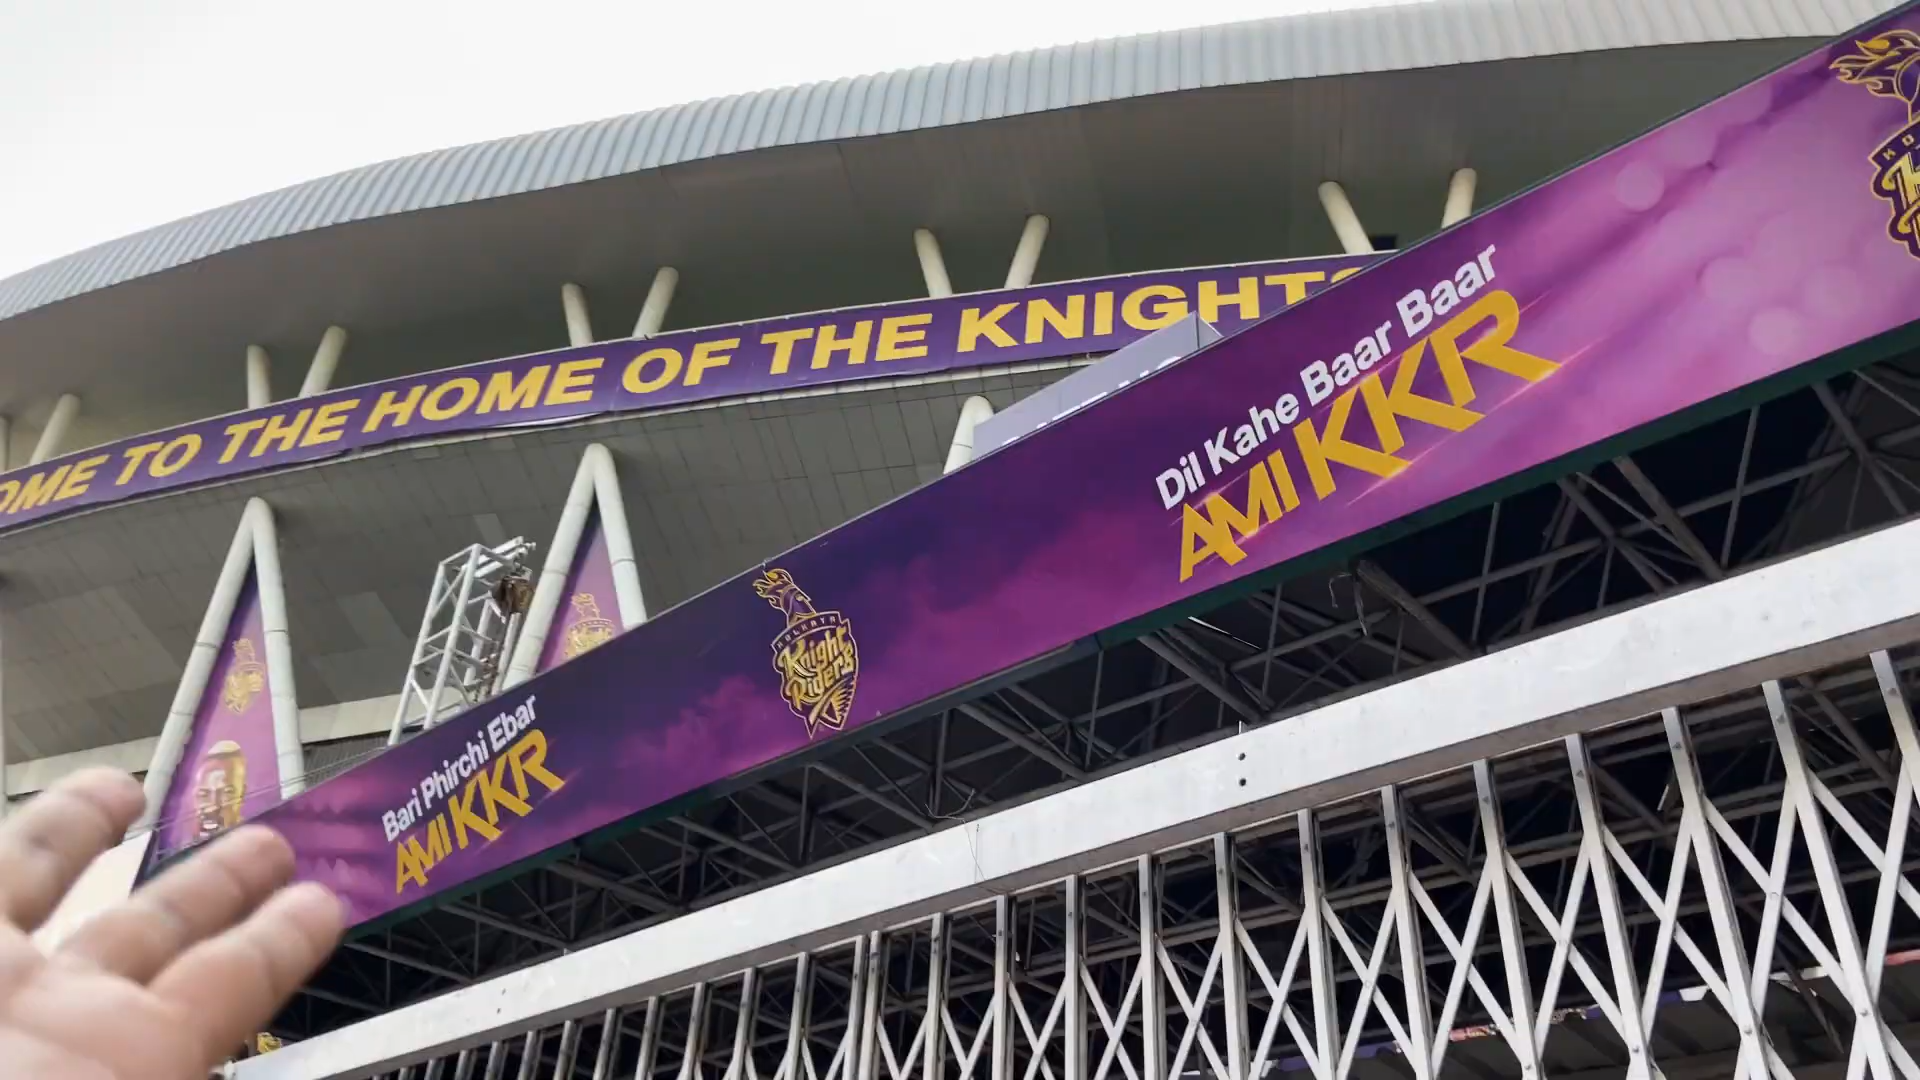 TO THE HOME OF THE KNIGHTS
Dil Kahe Baar Baar
AMI KKR
KOLKATA
Knight
Riders
Bari Phirchi Ebar
AMI KKR